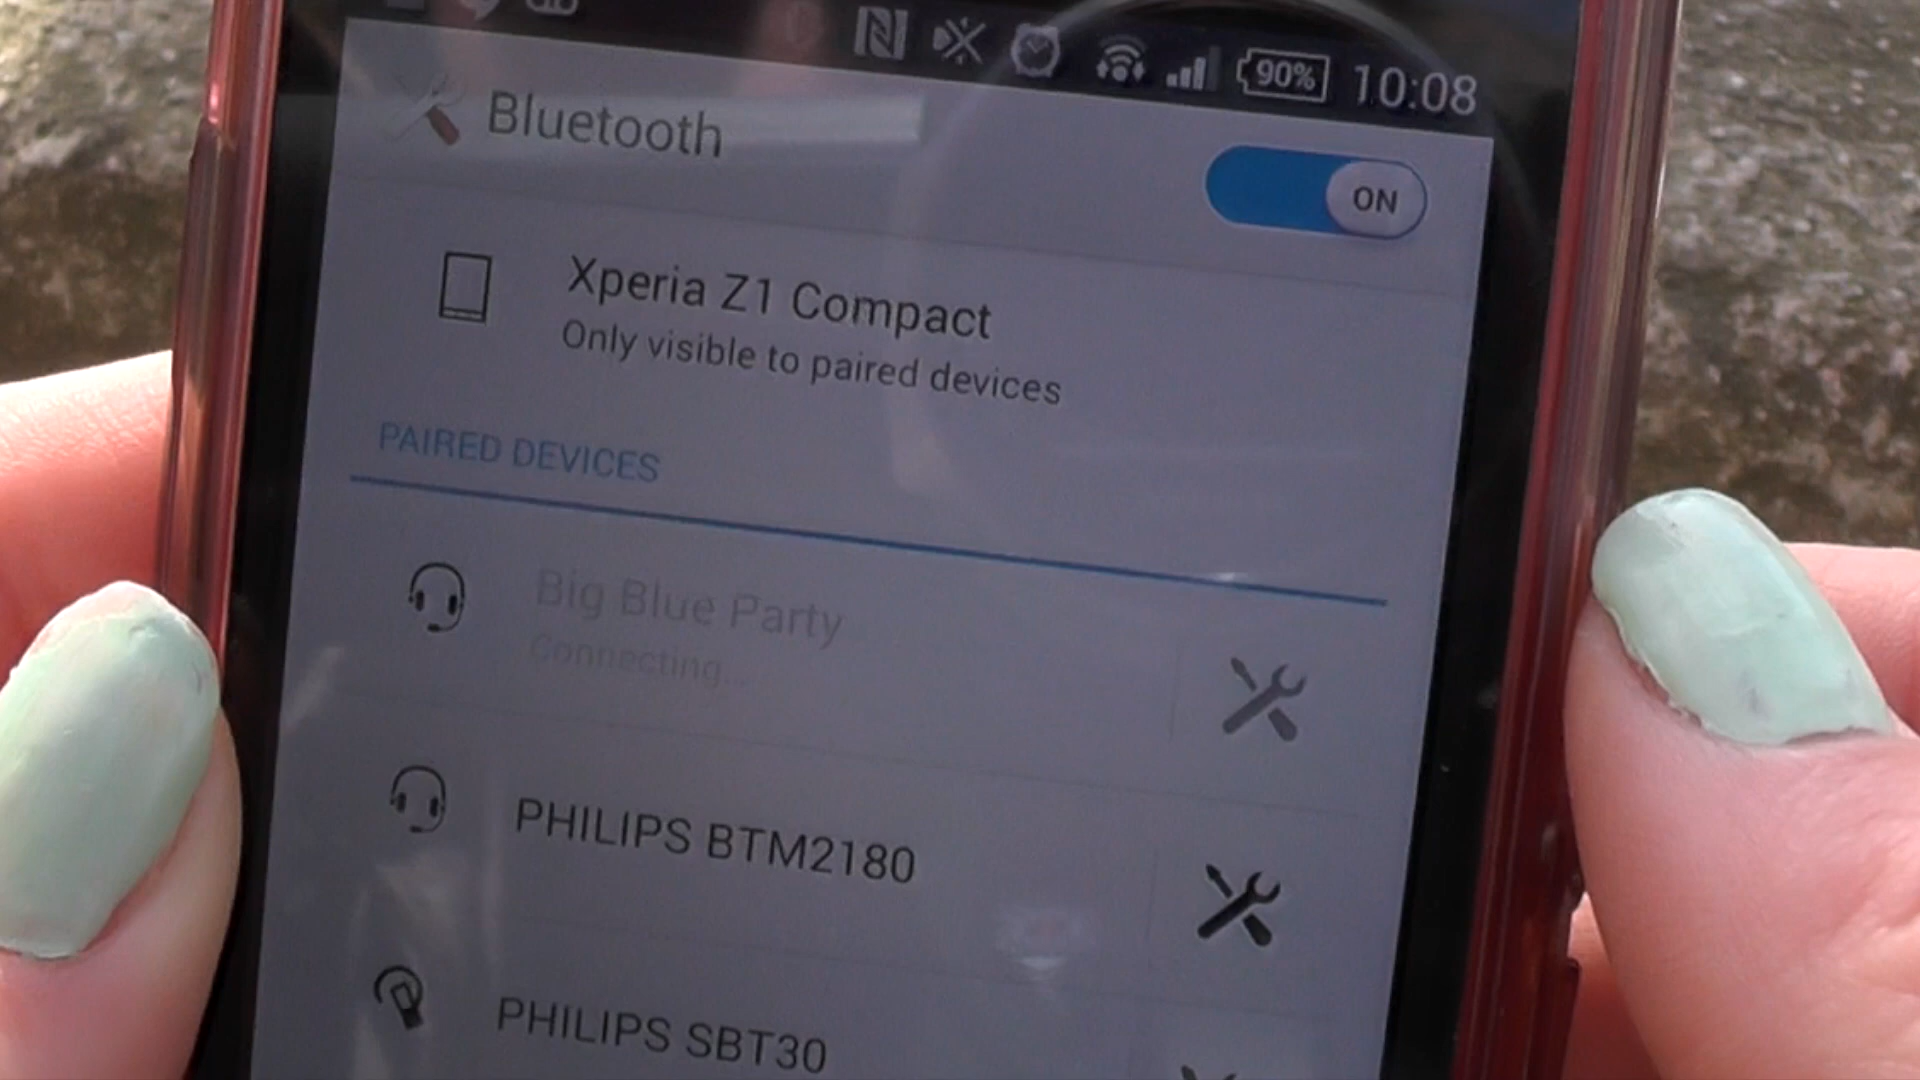 90% 10:08
Bluetooth
ON
Xperia Z1 Compact
Only visible to paired devices
PAIRED DEVICES
Big Blue Party
Connecting...
PHILIPS BTM2180
PHILIPS SBT30